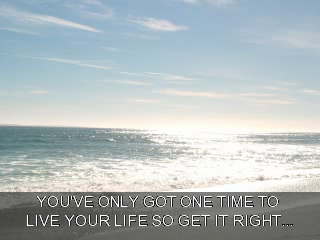 YOU'VE ONLY GOT ONE TIME TO
LIVE YOUR LIFE SO GET IT RIGHT....